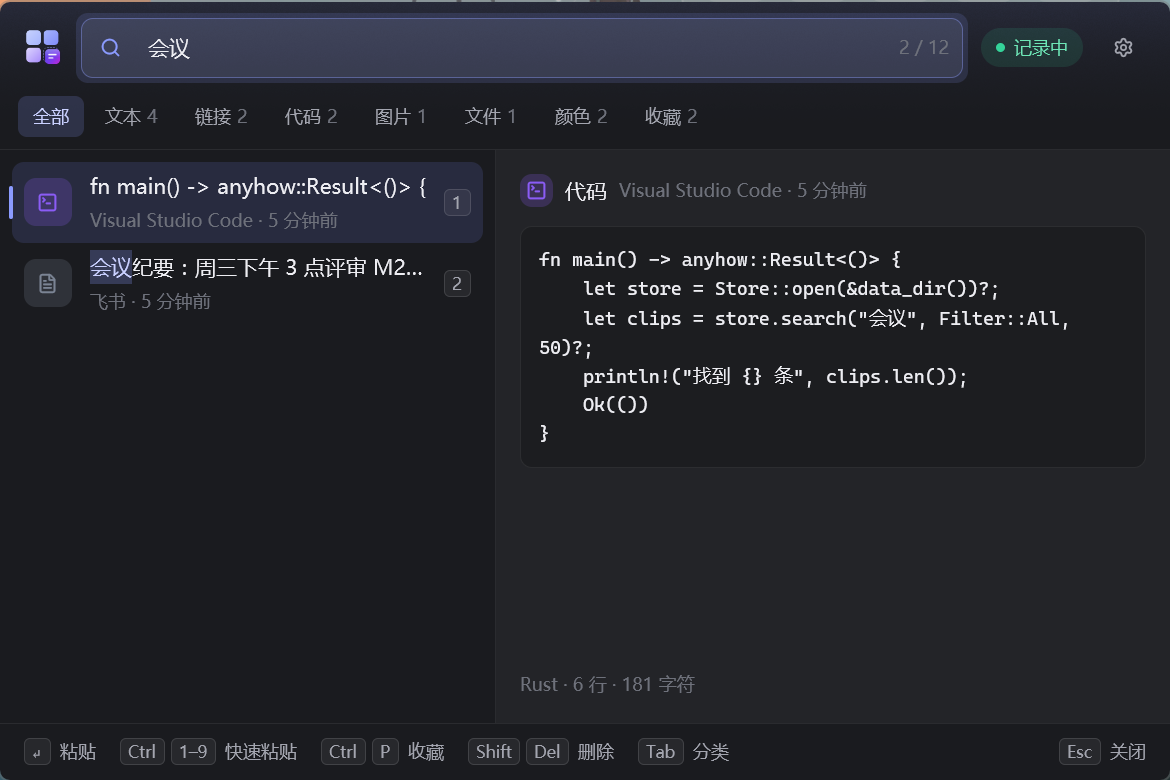 会议
2 / 12
记录中
全部 文本 4 链接 2 代码 2 图片 1 文件 1 颜色 2 收藏 2
fn main() -> anyhow::Result<()> {
Visual Studio Code · 5 分钟前
1
会议纪要：周三下午 3 点评审 M2...
飞书 · 5 分钟前
2
代码 Visual Studio Code · 5 分钟前
fn main() -> anyhow::Result<()> {
    let store = Store::open(&data_dir())?;
    let clips = store.search("会议", Filter::All,
50)?;
    println!("找到 {} 条", clips.len());
    Ok(())
}
Rust · 6 行 · 181 字符
↵ 粘贴 Ctrl 1–9 快速粘贴 Ctrl P 收藏 Shift Del 删除 Tab 分类 Esc 关闭